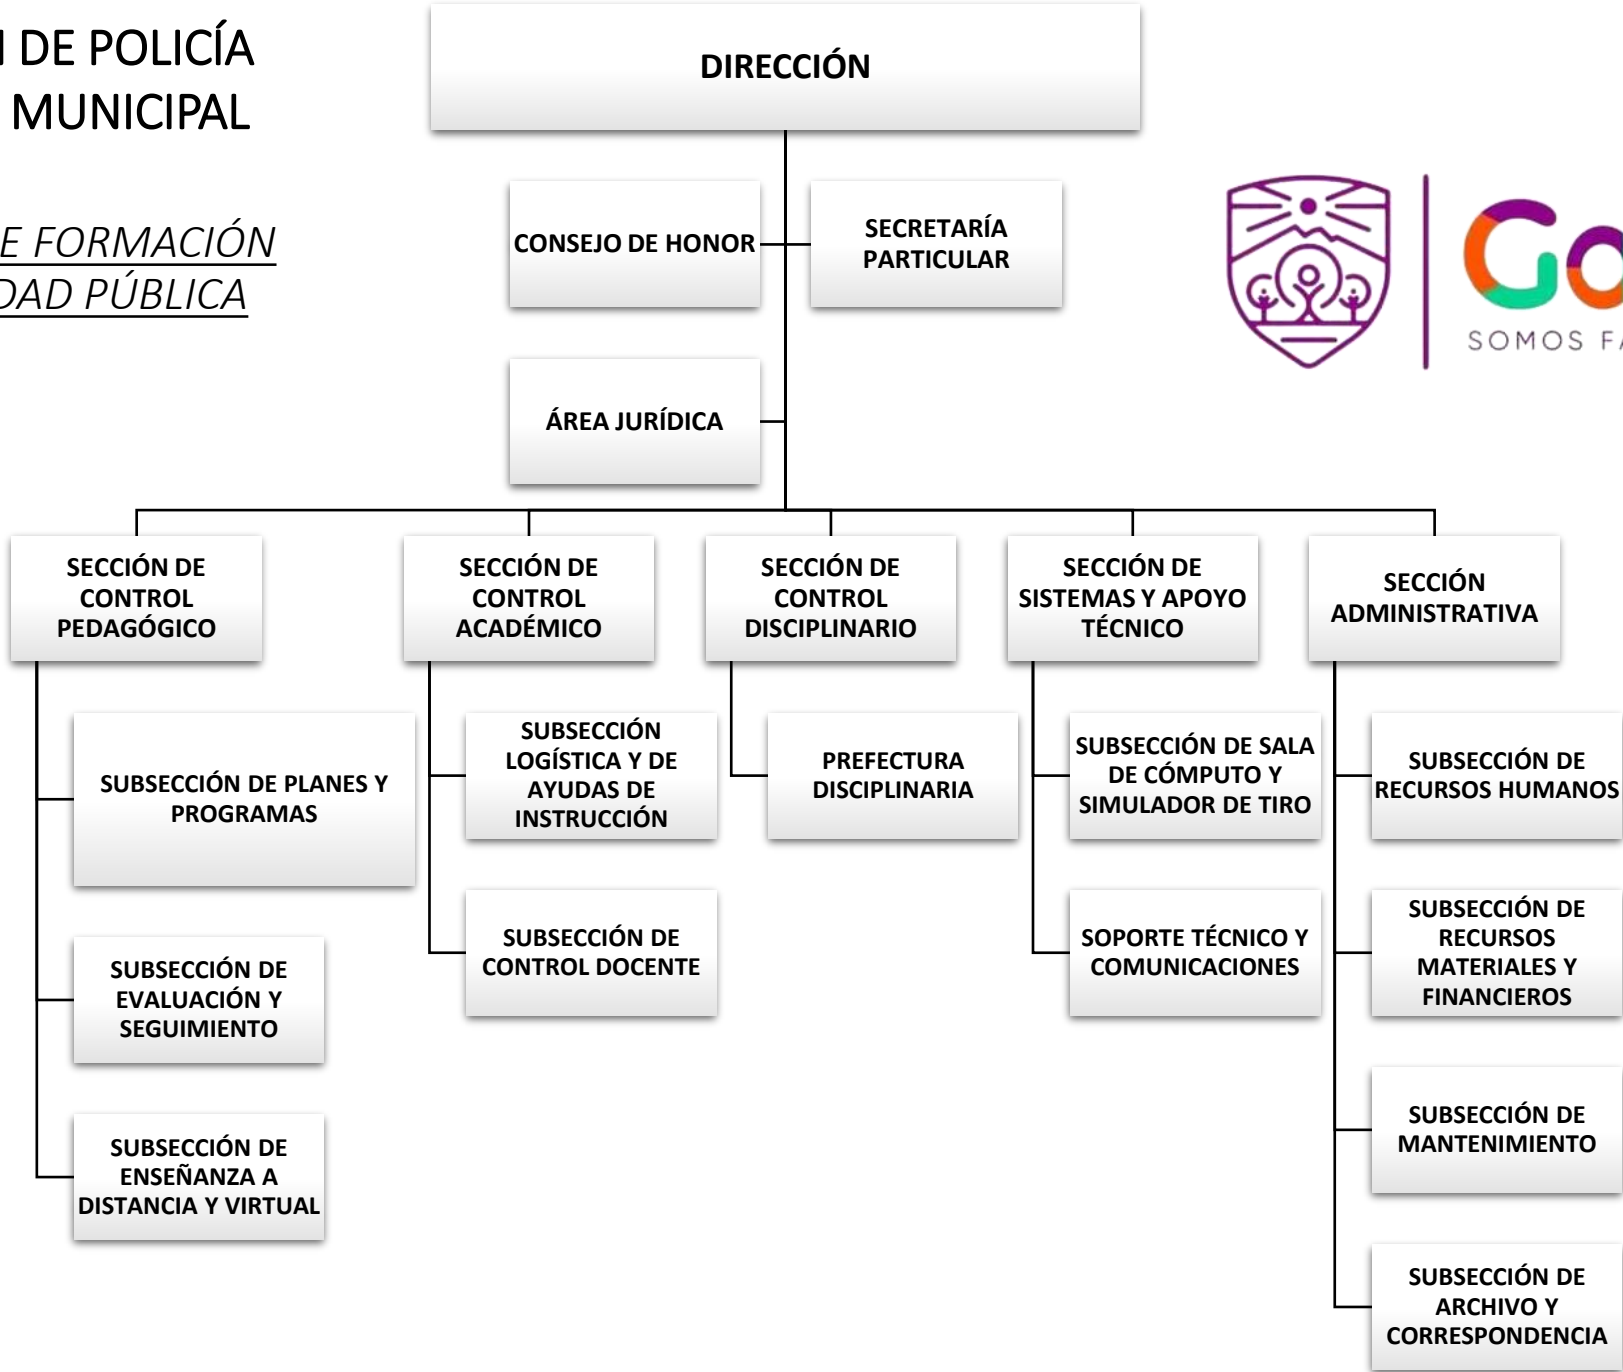 DE POLICÍA
MUNICIPAL
E FORMACIÓN
DAD PÚBLICA
DIRECCIÓN
CONSEJO DE HONOR
SECRETARÍA
PARTICULAR
Go
SOMOS FA
ÁREA JURÍDICA
SECCIÓN DE
CONTROL
PEDAGÓGICO
SECCIÓN DE
CONTROL
ACADÉMICO
SECCIÓN DE
CONTROL
DISCIPLINARIO
SECCIÓN DE
SISTEMAS Y APOYO
TÉCNICO
SECCIÓN
ADMINISTRATIVA
SUBSECCIÓN DE PLANES Y
PROGRAMAS
SUBSECCIÓN DE
EVALUACIÓN Y
SEGUIMIENTO
SUBSECCIÓN DE
ENSEÑANZA A
DISTANCIA Y VIRTUAL
SUBSECCIÓN
LOGÍSTICA Y DE
AYUDAS DE
INSTRUCCIÓN
SUBSECCIÓN DE
CONTROL DOCENTE
PREFECTURA
DISCIPLINARIA
SUBSECCIÓN DE SALA
DE CÓMPUTO Y
SIMULADOR DE TIRO
SOPORTE TÉCNICO Y
COMUNICACIONES
SUBSECCIÓN DE
RECURSOS HUMANOS
SUBSECCIÓN DE
RECURSOS
MATERIALES Y
FINANCIEROS
SUBSECCIÓN DE
MANTENIMIENTO
SUBSECCIÓN DE
ARCHIVO Y
CORRESPONDENCIA